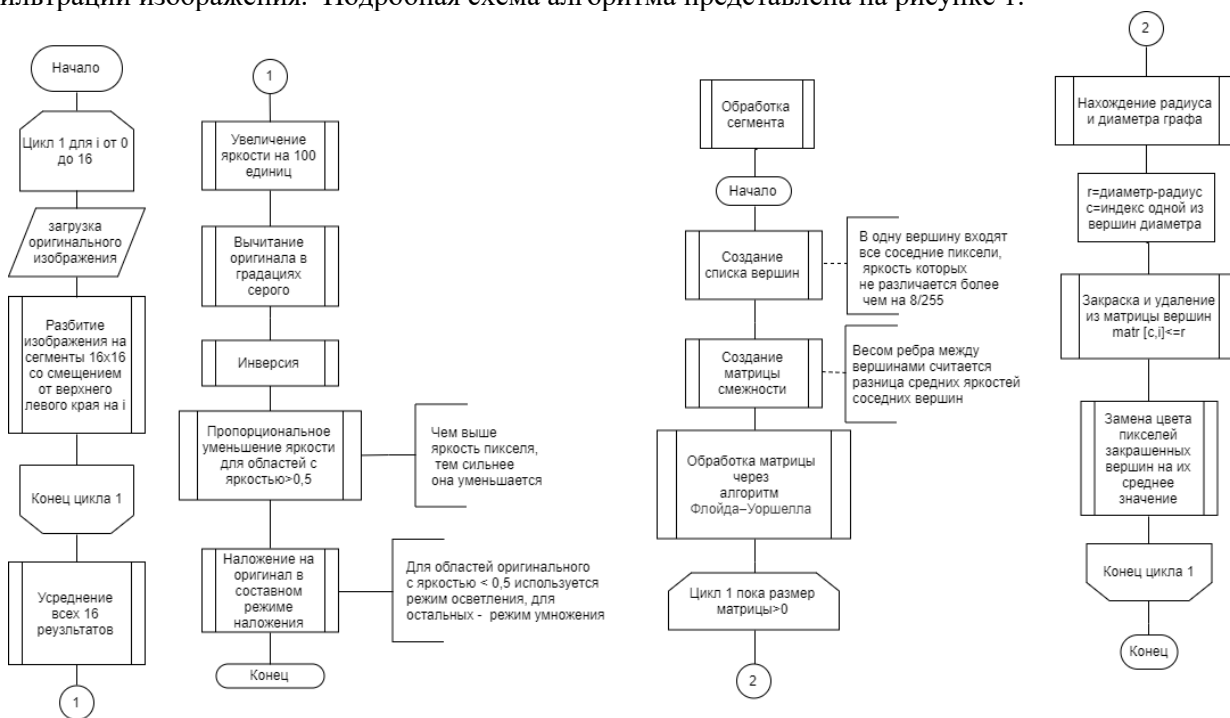 ильтрации изображения. Подробная схема алгоритма представлена на рисунке 1.
Начало
Цикл 1 для i от 0
до 16
загрузка
оригинального
изображения
Разбитие
изображения на
сегменты 16х16
со смещением
от верхнего
левого края на i
Конец цикла 1
Усреднение
всех 16
реузльтатов
1
1
Увеличение
яркости на 100
единиц
Вычитание
оригинала в
градациях
серого
Инверсия
Пропорциональное
уменьшение яркости
для областей с
яркостью>0,5
Чем выше
яркость пикселя,
тем сильнее
она уменьшается
Наложение на
оригинал в
составном
режиме
наложения
Для областей оригинального
с яркостью < 0,5 используется
режим осветления, для
остальных - режим умножения
Конец
Обработка
сегмента
Начало
Создание
списка вершин
В одну вершину входят
все соседние пиксели,
яркость которых
не различается более
чем на 8/255
Создание
матрицы
смежности
Весом ребра между
вершинами считается
разница средних яркостей
соседних вершин
Обработка матрицы
через
алгоритм
Флойда–Уоршелла
Цикл 1 пока размер
матрицы>0
2
2
Нахождение радиуса
и диаметра графа
r=диаметр-радиус
c=индекс одной из
вершин диаметра
Закраска и удаление
из матрицы вершин
matr [c,i]<=r
Замена цвета
пикселей
закрашенных
вершин на их
среднее
значение
Конец цикла 1
Конец